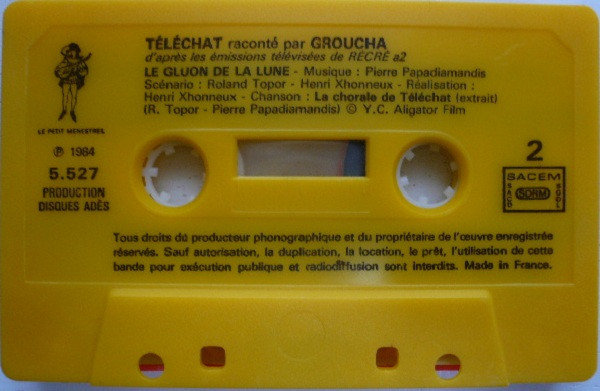 TÉLÉCHAT raconté par GROUCHA
d'après les émissions télévisées de RÉCRÉ a2
LE GLUON DE LA LUNE - Musique : Pierre Papadiamandis
Scénario : Roland Topor - Henri Xhonneux - Réalisation :
Henri Xhonneux - Chanson : La chorale de Téléchat (extrait)
(R. Topor - Pierre Papadiamandis) © Y.C. Aligator Film
LE PETIT MENESTREL
℗ 1984
5.527
PRODUCTION
DISQUES ADÈS
2
SACEM
SACD
SDRM
SGDL
Tous droits du producteur phonographique et du propriétaire de l'œuvre enregistrée
réservés. Sauf autorisation, la duplication, la location, le prêt, l'utilisation de cette
bande pour exécution publique et radiodiffusion sont interdits. Made in France.